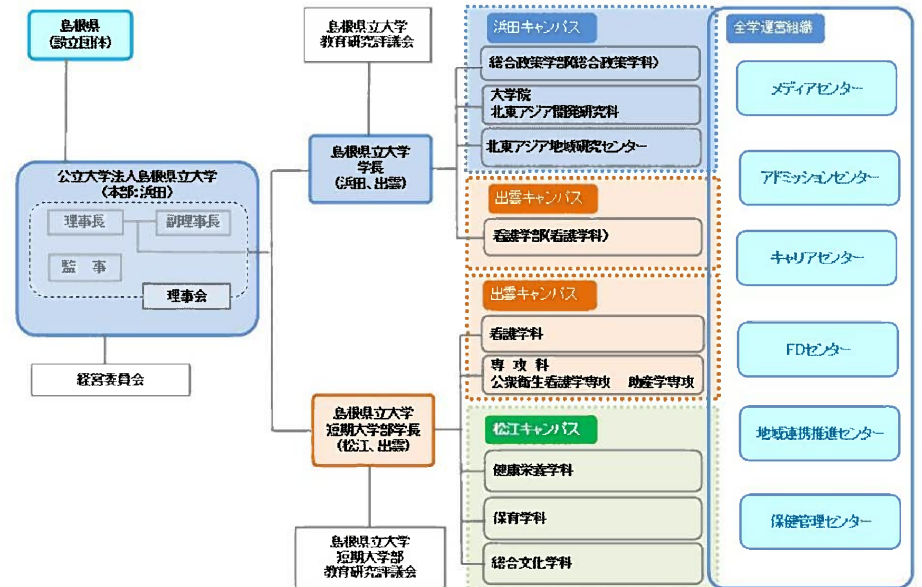 島根県
(設立団体)
公立大学法人島根県立大学
(本部:浜田)
理事長
副理事長
監 事
理事会
経営委員会
島根県立大学
教育研究評議会
島根県立大学
学長
(浜田、出雲)
島根県立大学
短期大学部学長
(松江、出雲)
島根県立大学
短期大学部
教育研究評議会
浜田キャンパス
総合政策学部(総合政策学科)
大学院
北東アジア開発研究科
北東アジア地域研究センター
出雲キャンパス
看護学部(看護学科)
出雲キャンパス
看護学科
専 攻 科
公衆衛生看護学専攻 助産学専攻
松江キャンパス
健康栄養学科
保育学科
総合文化学科
全学運営組織
メディアセンター
アドミッションセンター
キャリアセンター
FDセンター
地域連携推進センター
保健管理センター